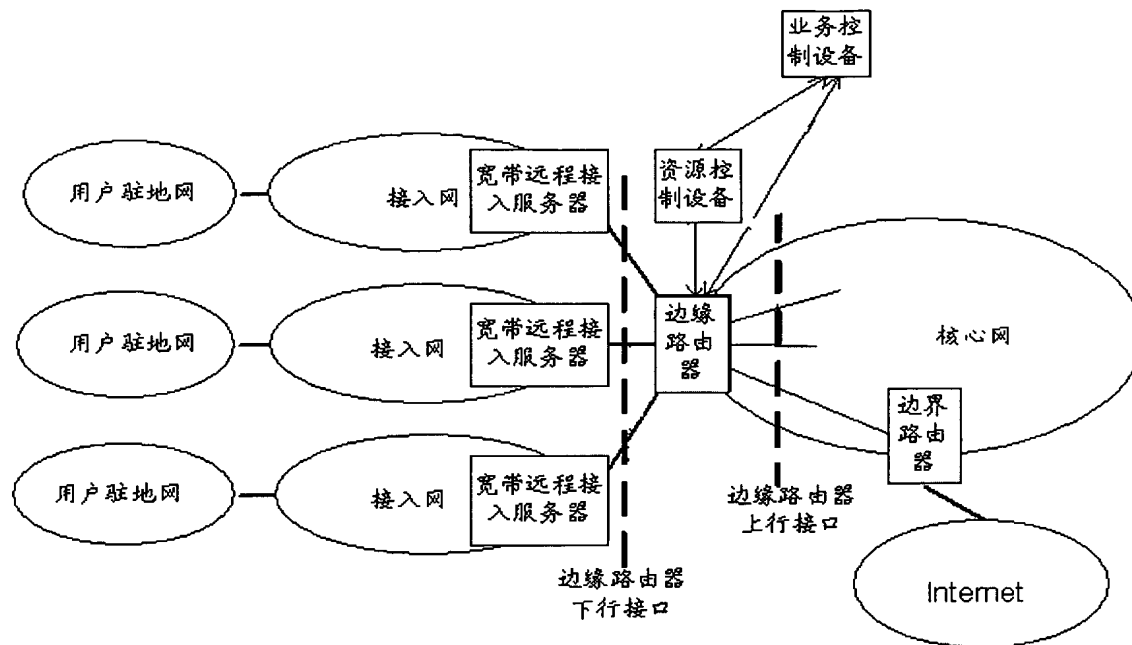 业务控
制设备
用户驻地网
接入网
宽带远程接
入服务器
资源控
制设备
用户驻地网
接入网
宽带远程接
入服务器
边缘
路由
器
核心网
边界
路由
器
用户驻地网
接入网
宽带远程接
入服务器
边缘路由器
上行接口
边缘路由器
下行接口
Internet